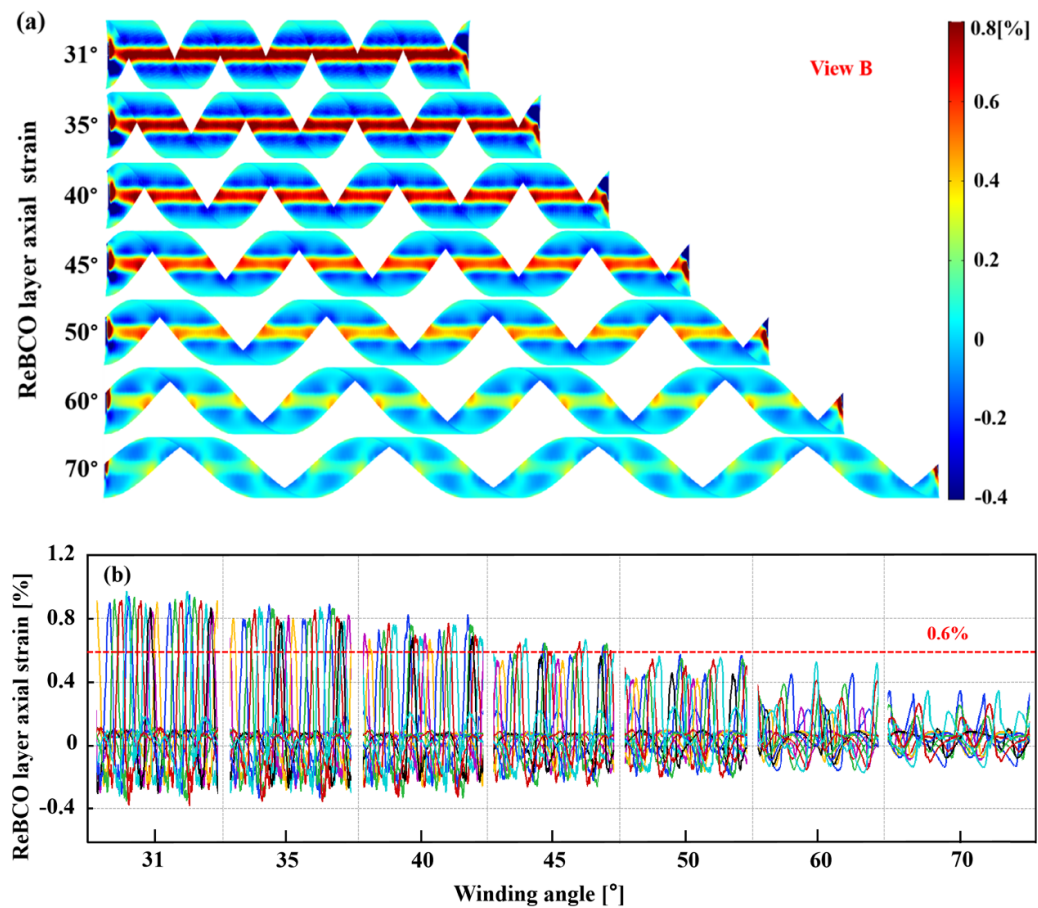 (a)
View B
ReBCO layer axial strain
31°
35°
40°
45°
50°
60°
70°
0.8[%]
0.6
0.4
0.2
0
-0.2
-0.4
(b)
ReBCO layer axial strain [%]
1.2
0.8
0.4
0
-0.4
0.6%
31 35 40 45 50 60 70
Winding angle [°]